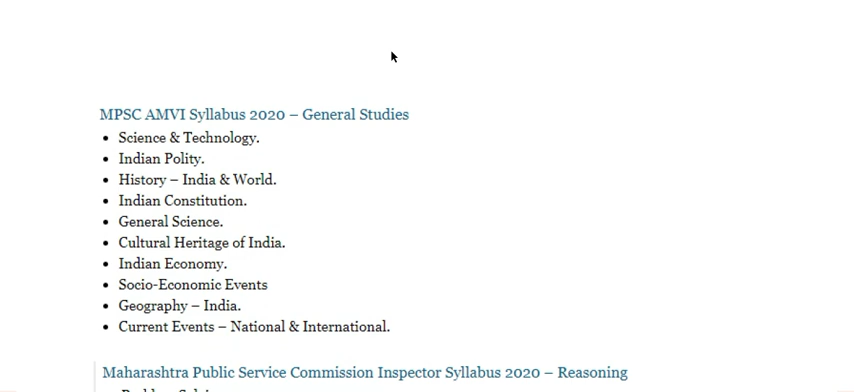 MPSC AMVI Syllabus 2020 – General Studies
• Science & Technology.
• Indian Polity.
• History – India & World.
• Indian Constitution.
• General Science.
• Cultural Heritage of India.
• Indian Economy.
• Socio-Economic Events
• Geography – India.
• Current Events – National & International.
Maharashtra Public Service Commission Inspector Syllabus 2020 – Reasoning